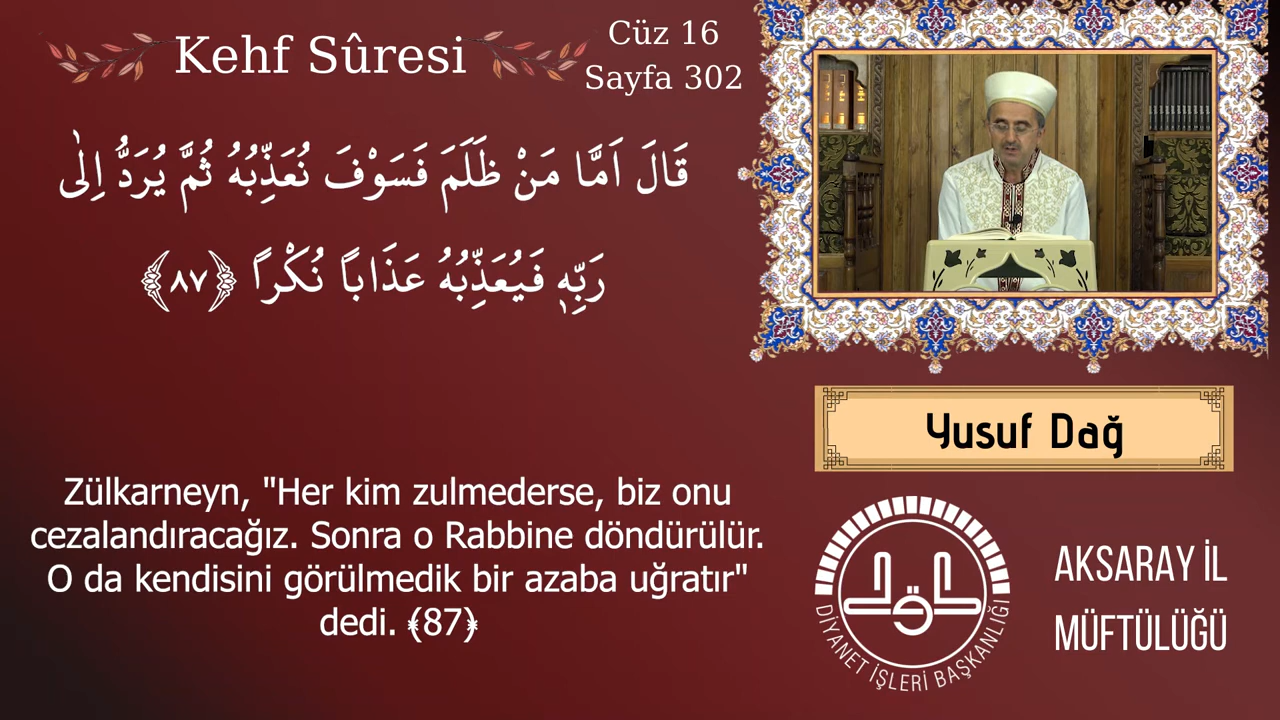 Kehf Sûresi
Cüz 16
Sayfa 302
قَالَ اَمَّا مَنْ ظَلَمَ فَسَوْفَ نُعَذِّبُهُ ثُمَّ يُرَدُّ اِلٰى
رَبِّه۪ فَيُعَذِّبُهُ عَذَاباً نُكْراً ﴿٨٧﴾
Zülkarneyn, "Her kim zulmederse, biz onu
cezalandıracağız. Sonra o Rabbine döndürülür.
O da kendisini görülmedik bir azaba uğratır"
dedi. ﴾87﴿
Yusuf Dağ
DİYANET İŞLERİ BAŞKANLIĞI
AKSARAY İL
MÜFTÜLÜĞÜ